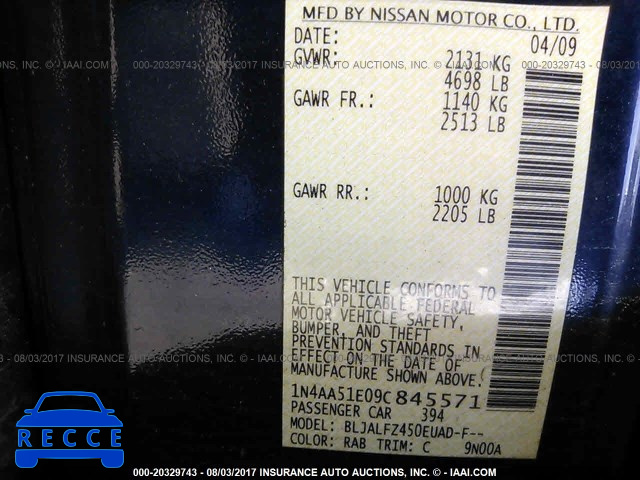 MFD BY NISSAN MOTOR CO., LTD.
DATE: 04/09
GVWR: 2131 KG
4698 LB
GAWR FR.: 1140 KG
2513 LB
GAWR RR.: 1000 KG
2205 LB
THIS VEHICLE CONFORMS TO
ALL APPLICABLE FEDERAL
MOTOR VEHICLE SAFETY,
BUMPER, AND THEFT
PREVENTION STANDARDS IN
EFFECT ON THE DATE OF
MANUFACTURE SHOWN ABOVE.
1N4AA51E09C845571
PASSENGER CAR 394
MODEL: BLJALFZ450EUAD-F--
COLOR: RAB TRIM: C 9N00A
000-20329743 - 08/03/2017 INSURANCE AUTO AUCTIONS, INC. - IAAI.COM
RECCE